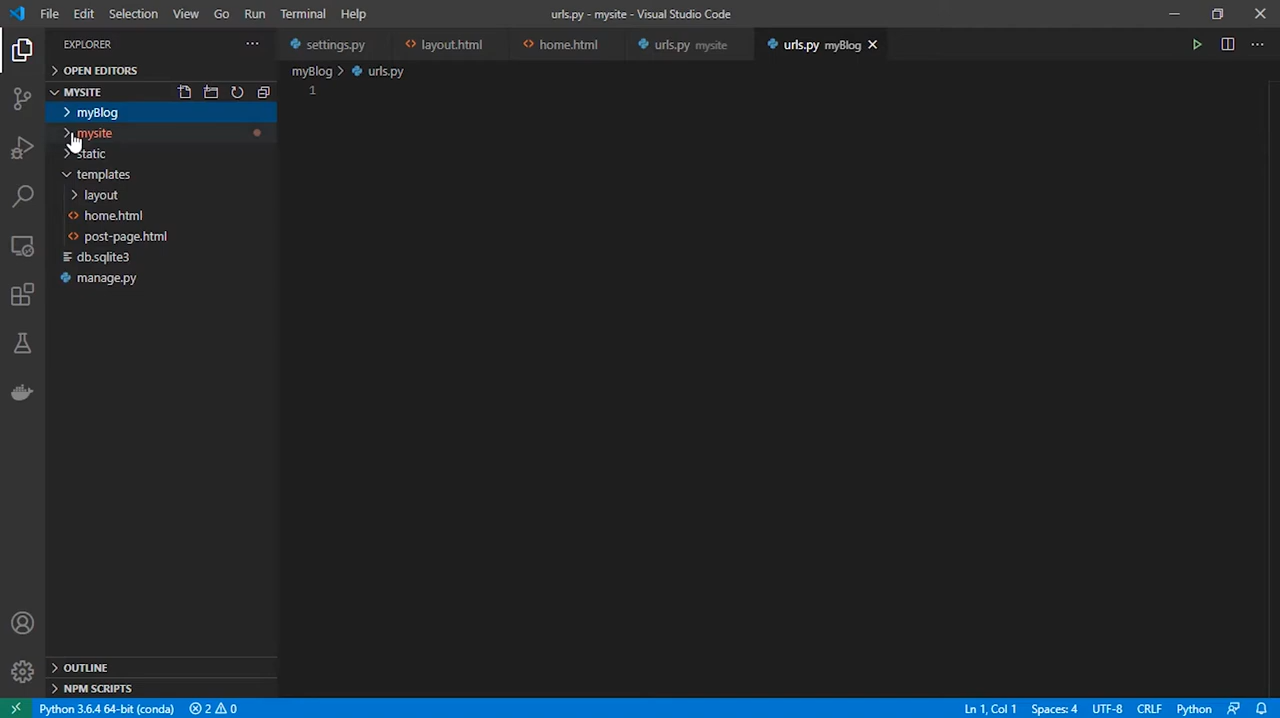 File Edit Selection View Go Run Terminal Help urls.py - mysite - Visual Studio Code
EXPLORER
settings.py layout.html home.html urls.py mysite urls.py myBlog
OPEN EDITORS
myBlog urls.py
MYSITE
1
myBlog
mysite
static
templates
layout
home.html
post-page.html
db.sqlite3
manage.py
OUTLINE
NPM SCRIPTS
Python 3.6.4 64-bit (conda) 2 0 Ln 1, Col 1 Spaces: 4 UTF-8 CRLF Python